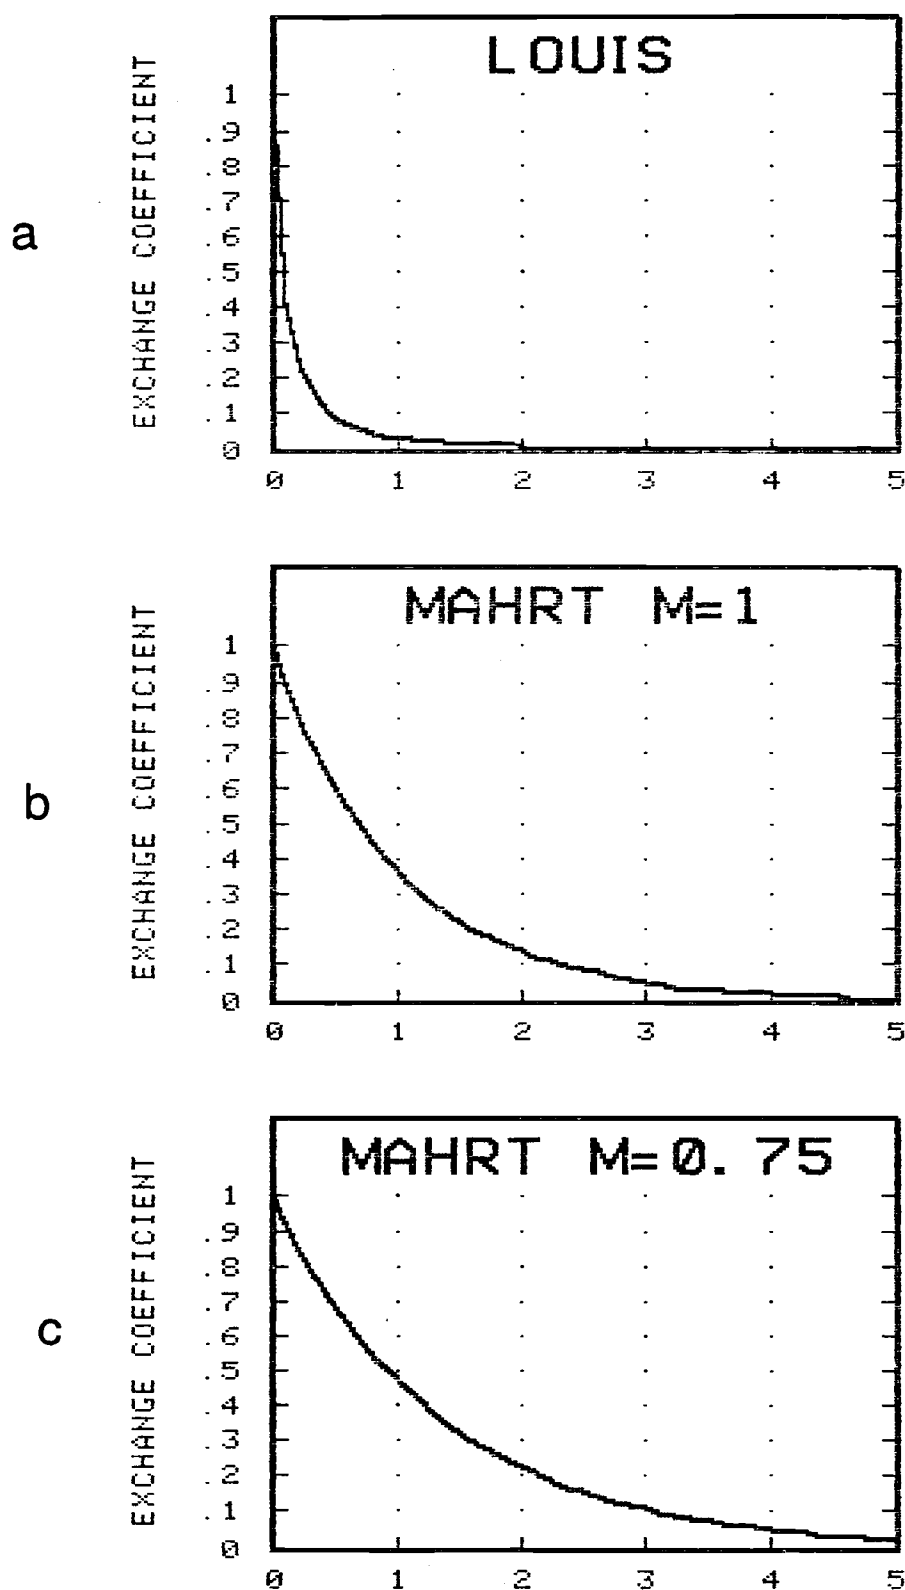 a
EXCHANGE COEFFICIENT
LOUIS
1
.9
.8
.7
.6
.5
.4
.3
.2
.1
0
0 1 2 3 4 5
b
EXCHANGE COEFFICIENT
MAHRT M=1
1
.9
.8
.7
.6
.5
.4
.3
.2
.1
0
0 1 2 3 4 5
c
EXCHANGE COEFFICIENT
MAHRT M=0.75
1
.9
.8
.7
.6
.5
.4
.3
.2
.1
0
0 1 2 3 4 5